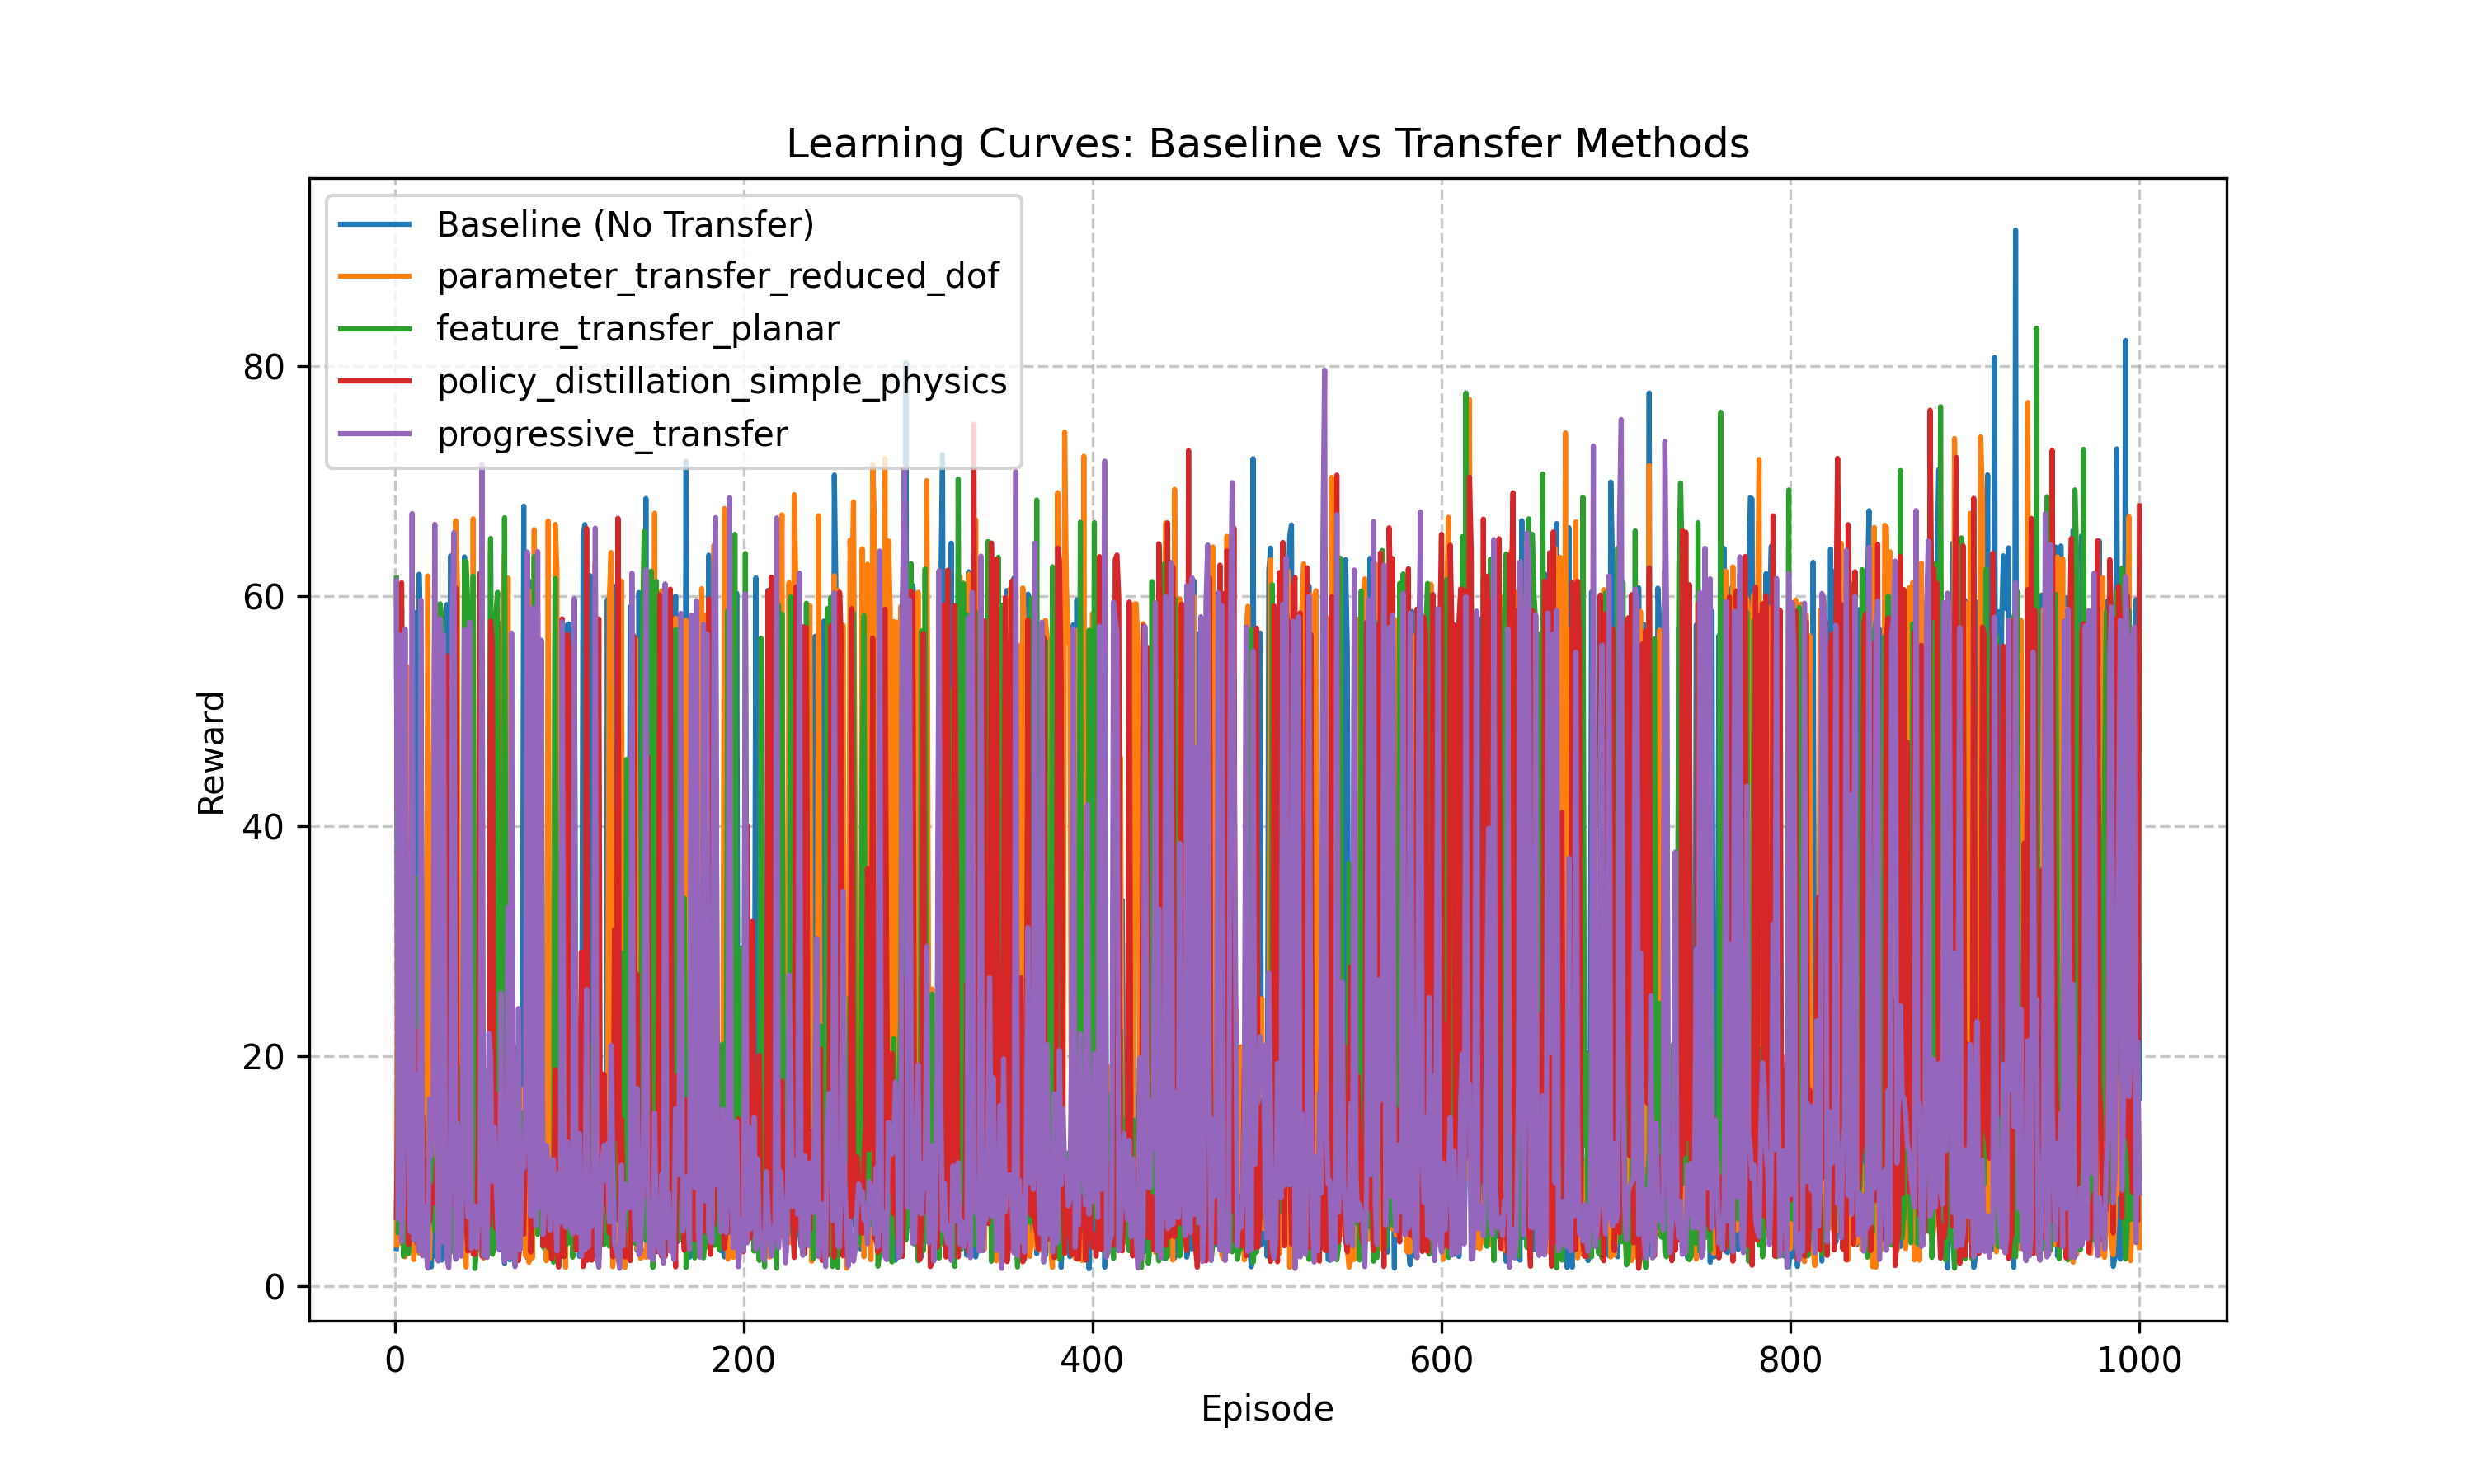 Learning Curves: Baseline vs Transfer Methods
Baseline (No Transfer)
parameter_transfer_reduced_dof
feature_transfer_planar
policy_distillation_simple_physics
progressive_transfer
Reward
80
60
40
20
0
0 200 400 600 800 1000
Episode